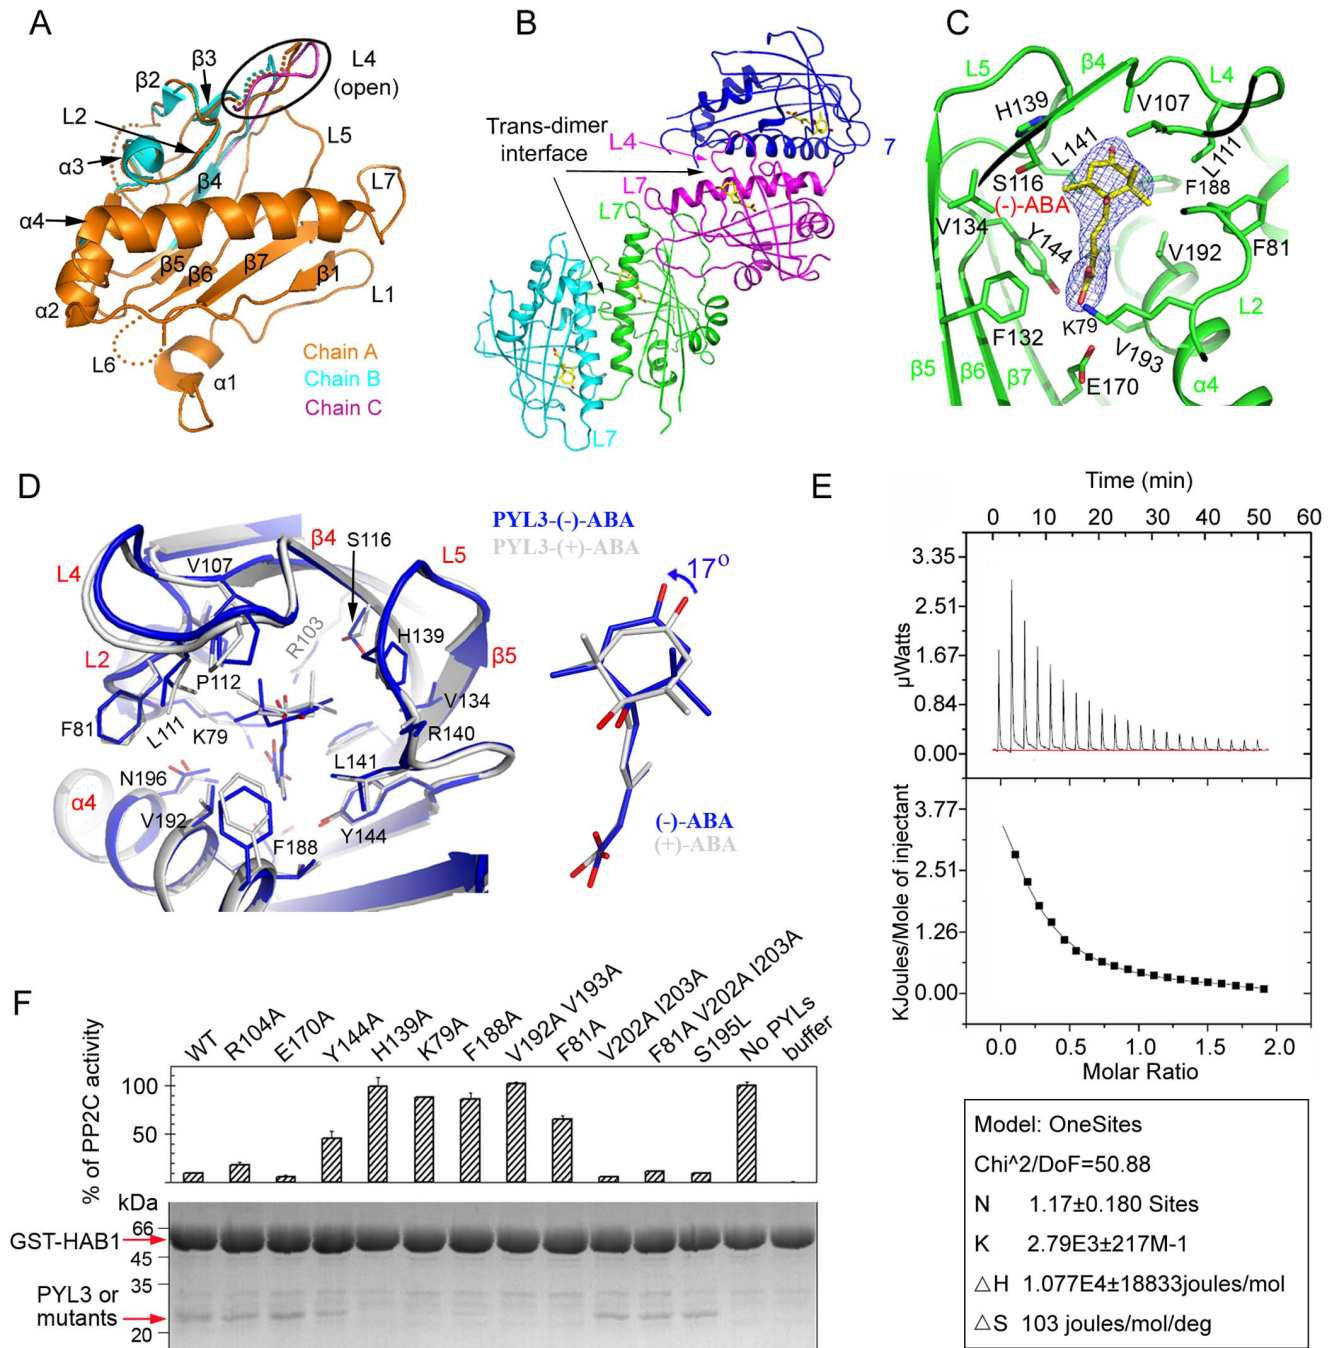 A
β3
β2
L4
(open)
L2
L5
α3
β4
L7
α4
β7
β5
β6
β1
α2
L1
L6
α1
Chain A
Chain B
Chain C
B
Trans-dimer
interface
L4
7
L7
L7
L7
C
β4
L5
L4
H139
V107
L141
L111
S116
F188
(-)-ABA
V134
Y144
V192
F81
L2
K79
F132
V193
β5
β6
β7
E170
α4
D
PYL3-(-)-ABA
PYL3-(+)-ABA
β4
S116
L5
L4
V107
17°
R103
H139
L2
β5
P112
V134
F81
L111
K79
R140
N196
L141
α4
V192
Y144
F188
(-)-ABA
(+)-ABA
E
Time (min)
0 10 20 30 40 50 60
µWatts
3.35
2.51
1.67
0.84
0.00
KJoules/Mole of injectant
3.77
2.51
1.26
0.00
0.0 0.5 1.0 1.5 2.0
Molar Ratio
Model: OneSites
Chi^2/DoF=50.88
N 1.17±0.180 Sites
K 2.79E3±217M-1
△H 1.077E4±18833joules/mol
△S 103 joules/mol/deg
F
WT
R104A
E170A
Y144A
H139A
K79A
F188A
V192A V193A
F81A
V202A I203A
F81A V202A I203A
S195L
No PYLs
buffer
% of PP2C activity
100
50
kDa
66
GST-HAB1
45
35
PYL3 or
mutants
20